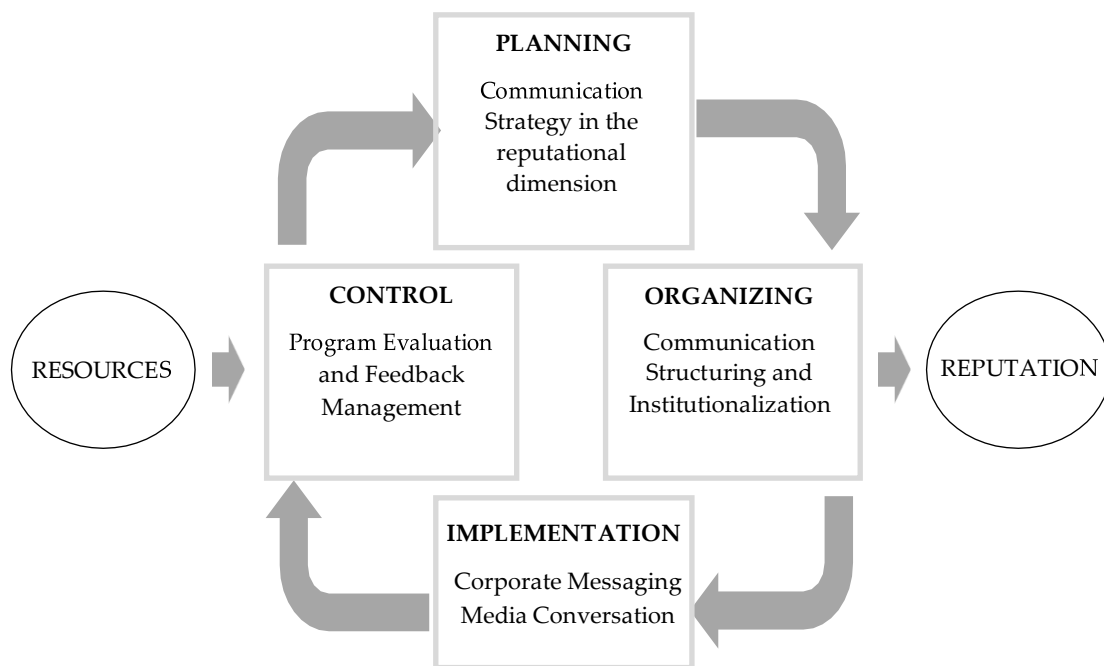 PLANNING
Communication
Strategy in the
reputational
dimension
CONTROL
Program Evaluation
and Feedback
Management
ORGANIZING
Communication
Structuring and
Institutionalization
RESOURCES
REPUTATION
IMPLEMENTATION
Corporate Messaging
Media Conversation